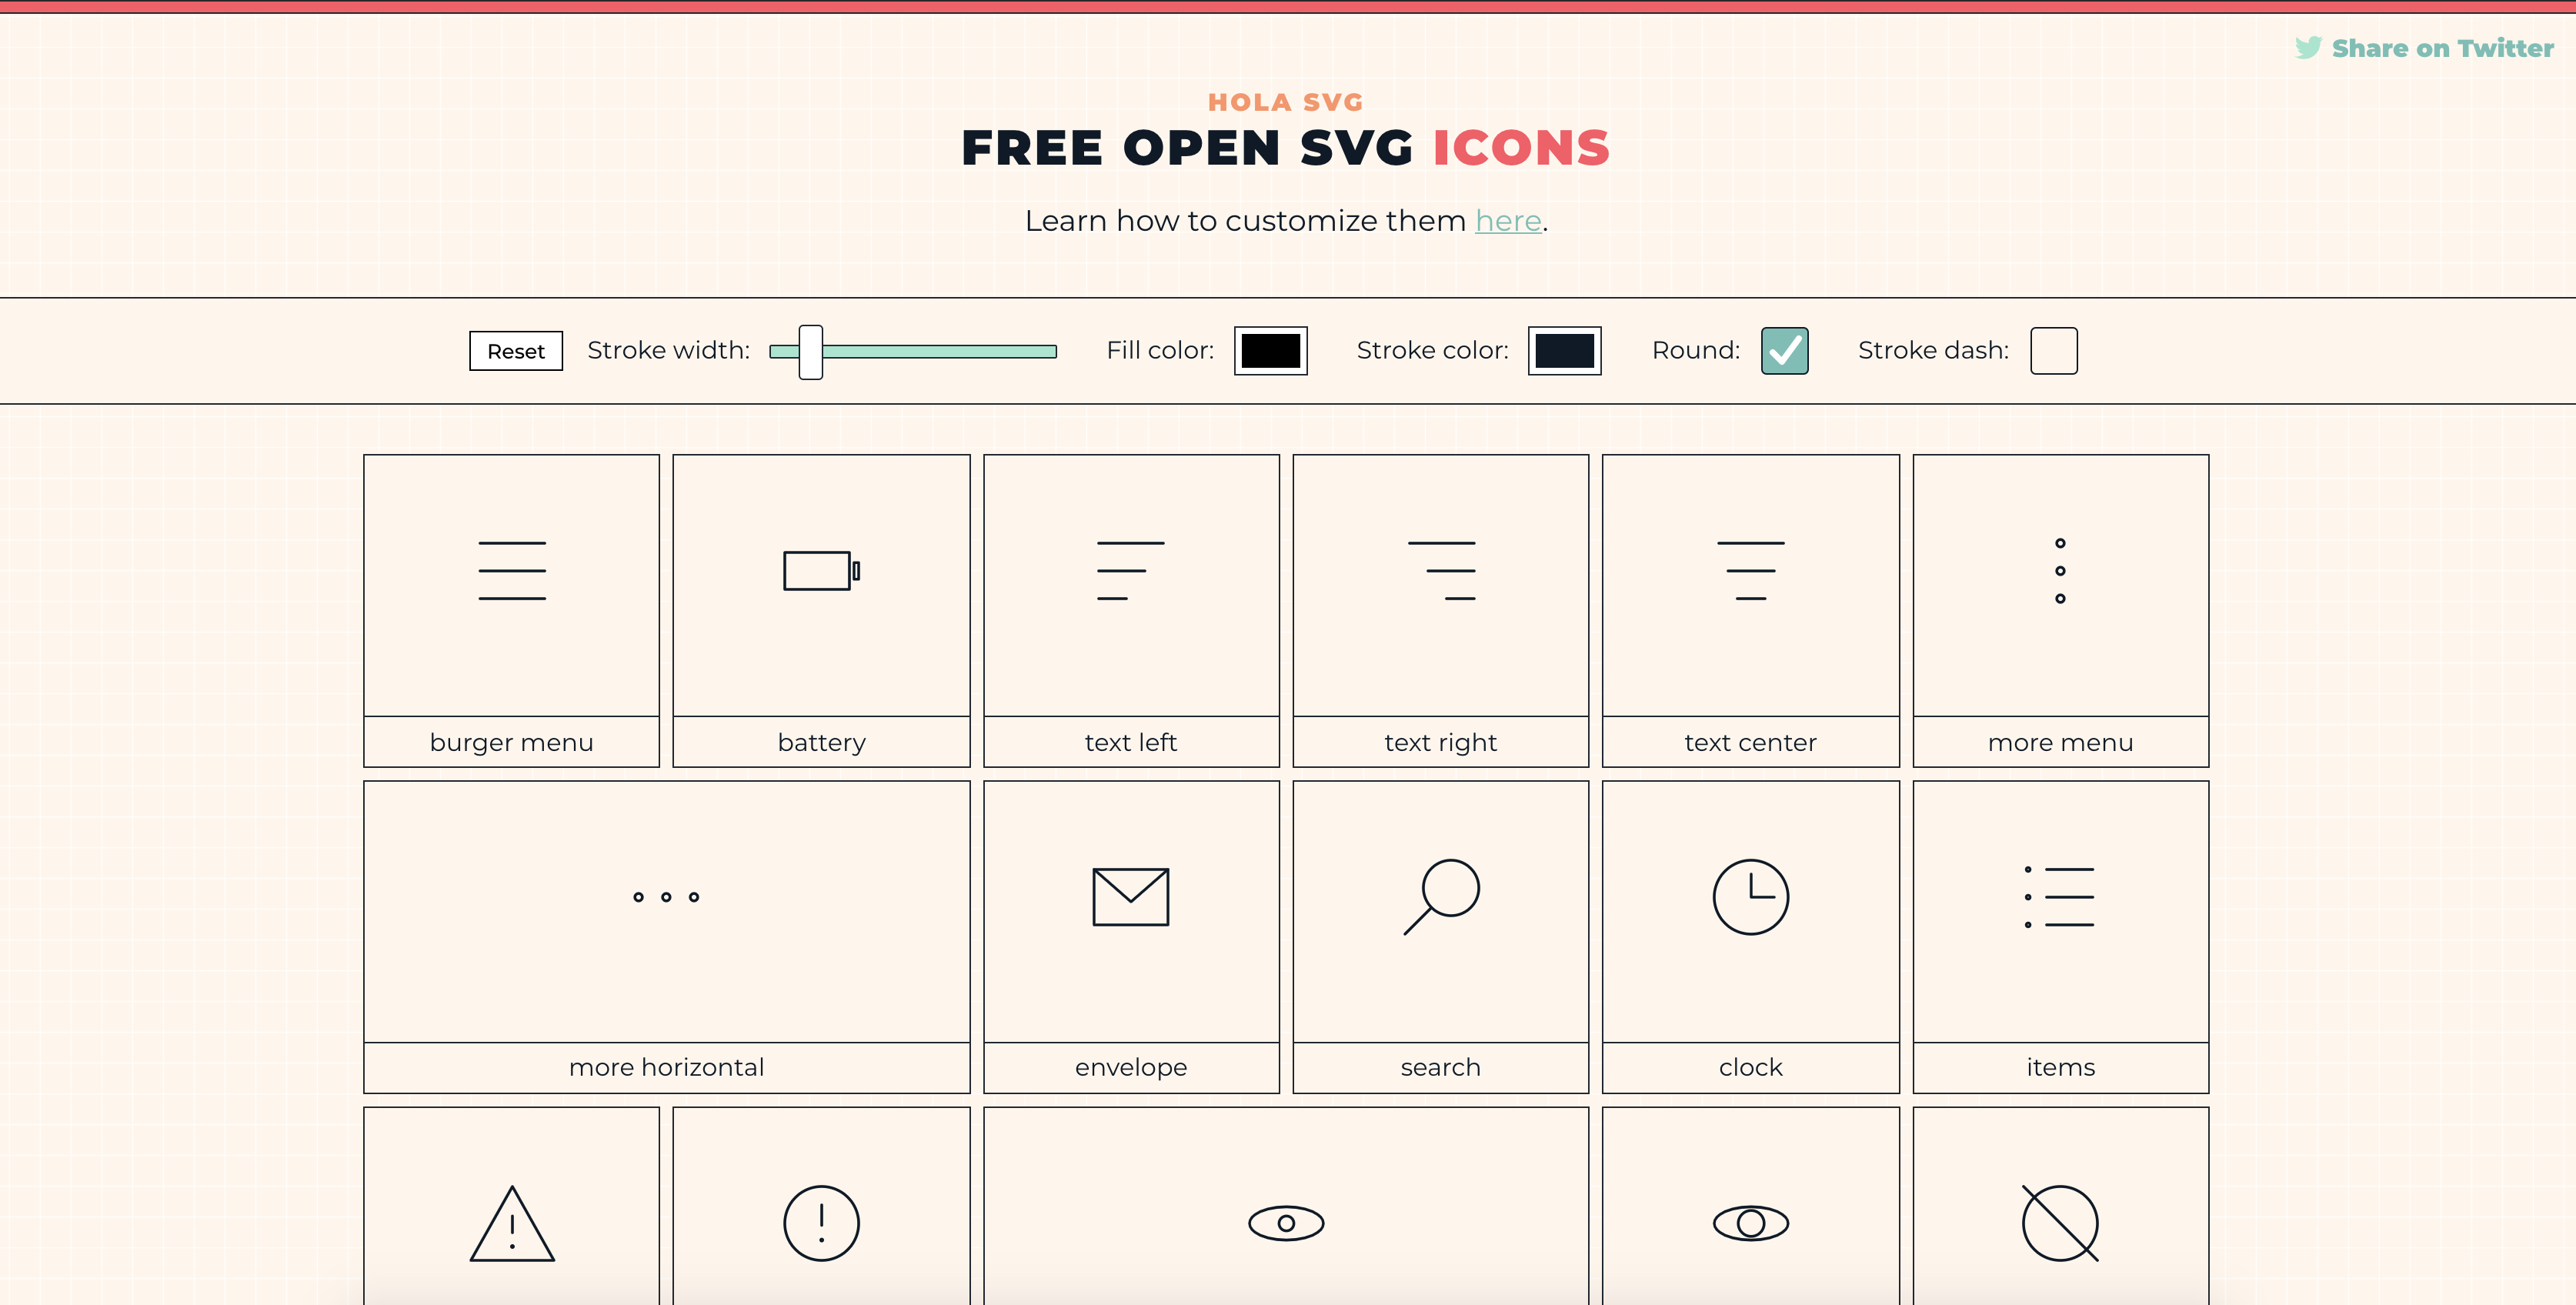 Share on Twitter
HOLA SVG
FREE OPEN SVG ICONS
Learn how to customize them here.
Reset Stroke width: Fill color: Stroke color: Round: Stroke dash:
burger menu battery text left text right text center more menu
more horizontal envelope search clock items